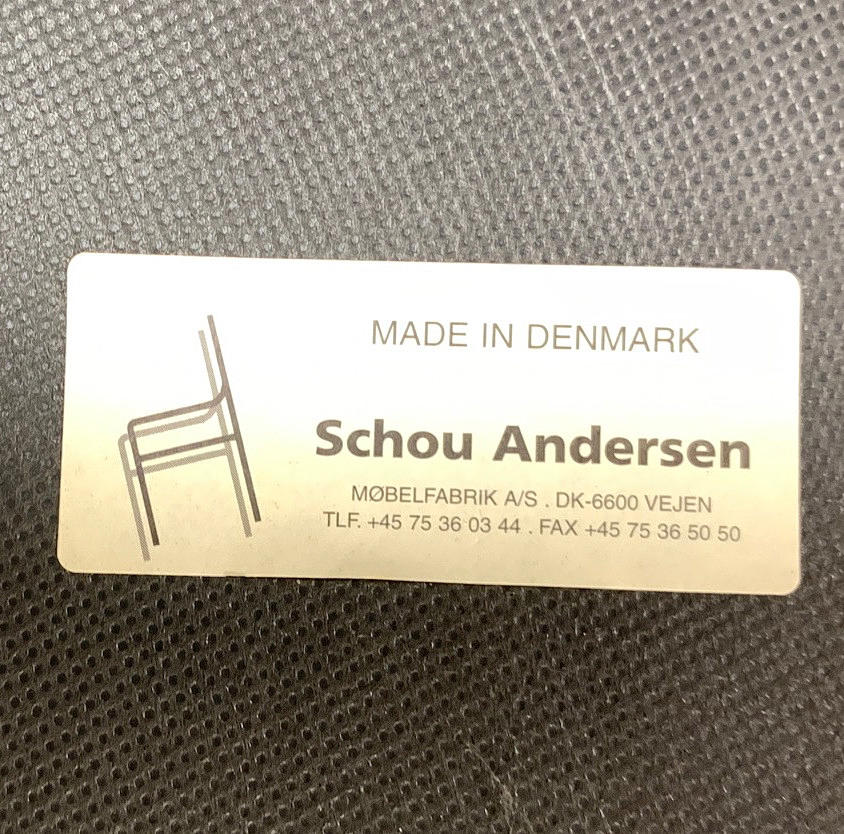 MADE IN DENMARK
Schou Andersen
MØBELFABRIK A/S . DK-6600 VEJEN
TLF. +45 75 36 03 44 . FAX +45 75 36 50 50